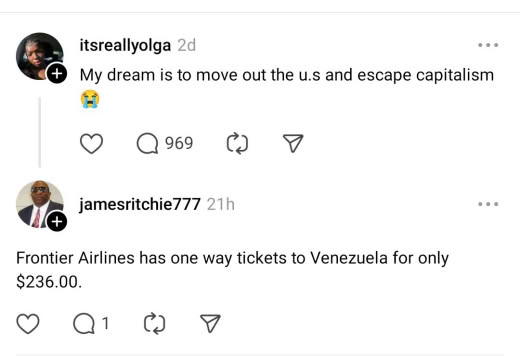 itsreallyolga 2d
My dream is to move out the u.s and escape capitalism
😭
969
jamesritchie777 21h
Frontier Airlines has one way tickets to Venezuela for only
$236.00.
1